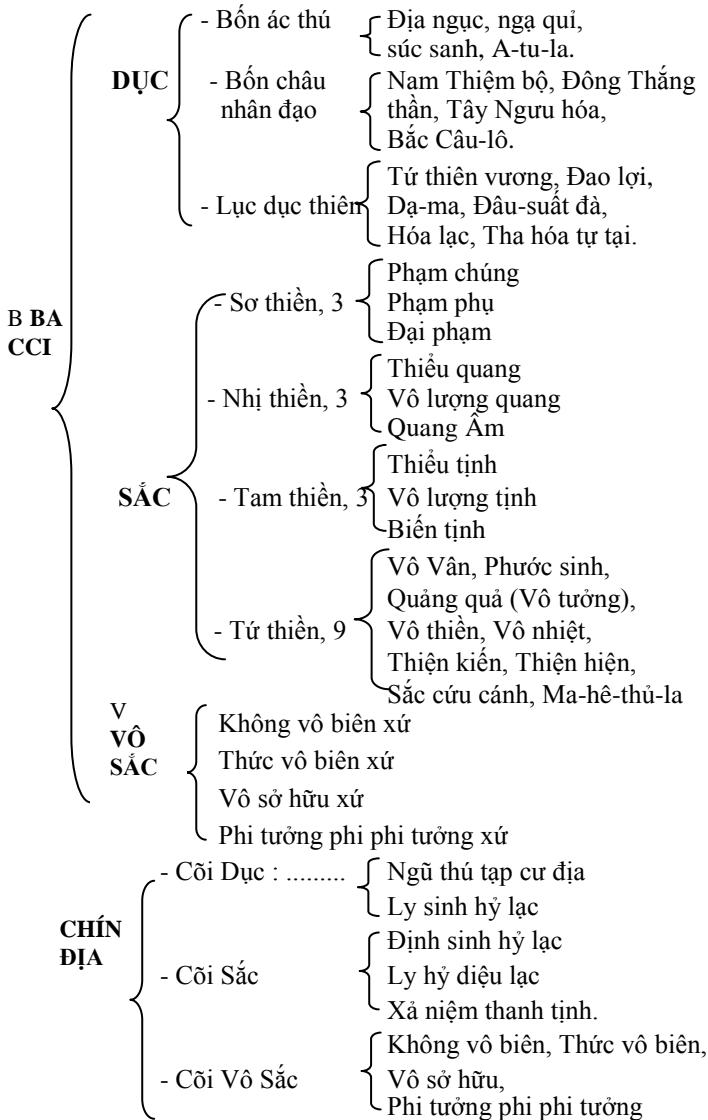 - Bốn ác thú
Địa ngục, ngạ quỉ,
súc sanh, A-tu-la.
DỤC
- Bốn châu
nhân đạo
Nam Thiệm bộ, Đông Thắng
thần, Tây Ngưu hóa,
Bắc Câu-lô.
- Lục dục thiên
Tứ thiên vương, Đao lợi,
Dạ-ma, Đâu-suất đà,
Hóa lạc, Tha hóa tự tại.
B BA
CCI
SẮC
- Sơ thiền, 3
Phạm chúng
Phạm phụ
Đại phạm
- Nhị thiền, 3
Thiểu quang
Vô lượng quang
Quang Âm
- Tam thiền, 3
Thiểu tịnh
Vô lượng tịnh
Biến tịnh
- Tứ thiền, 9
Vô Vân, Phước sinh,
Quảng quả (Vô tưởng),
Vô thiền, Vô nhiệt,
Thiện kiến, Thiện hiện,
Sắc cứu cánh, Ma-hê-thủ-la
V
VÔ
SẮC
Không vô biên xứ
Thức vô biên xứ
Vô sở hữu xứ
Phi tưởng phi phi tưởng xứ
CHÍN
ĐỊA
- Cõi Dục : .........
Ngũ thú tạp cư địa
Ly sinh hỷ lạc
- Cõi Sắc
Định sinh hỷ lạc
Ly hỷ diệu lạc
Xả niệm thanh tịnh.
- Cõi Vô Sắc
Không vô biên, Thức vô biên,
Vô sở hữu,
Phi tưởng phi phi tưởng